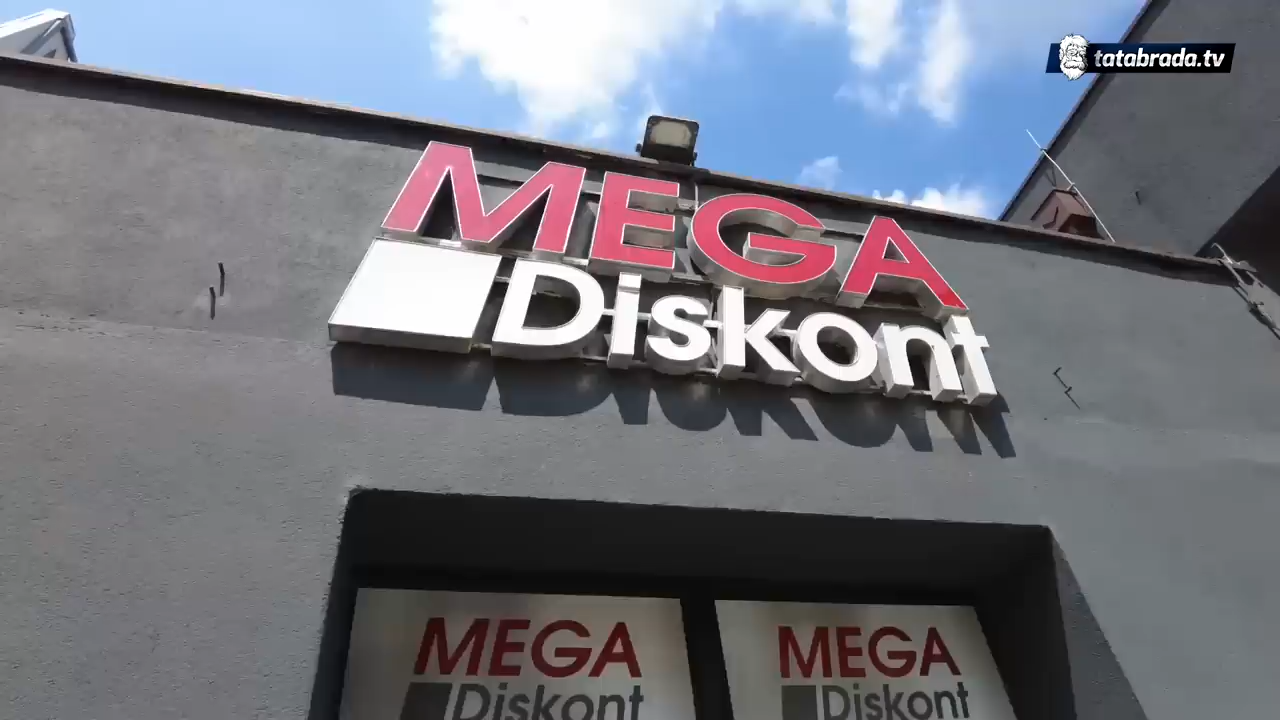 tatabrada.tv
MEGA
Diskont
MEGA
Diskont
MEGA
Diskont